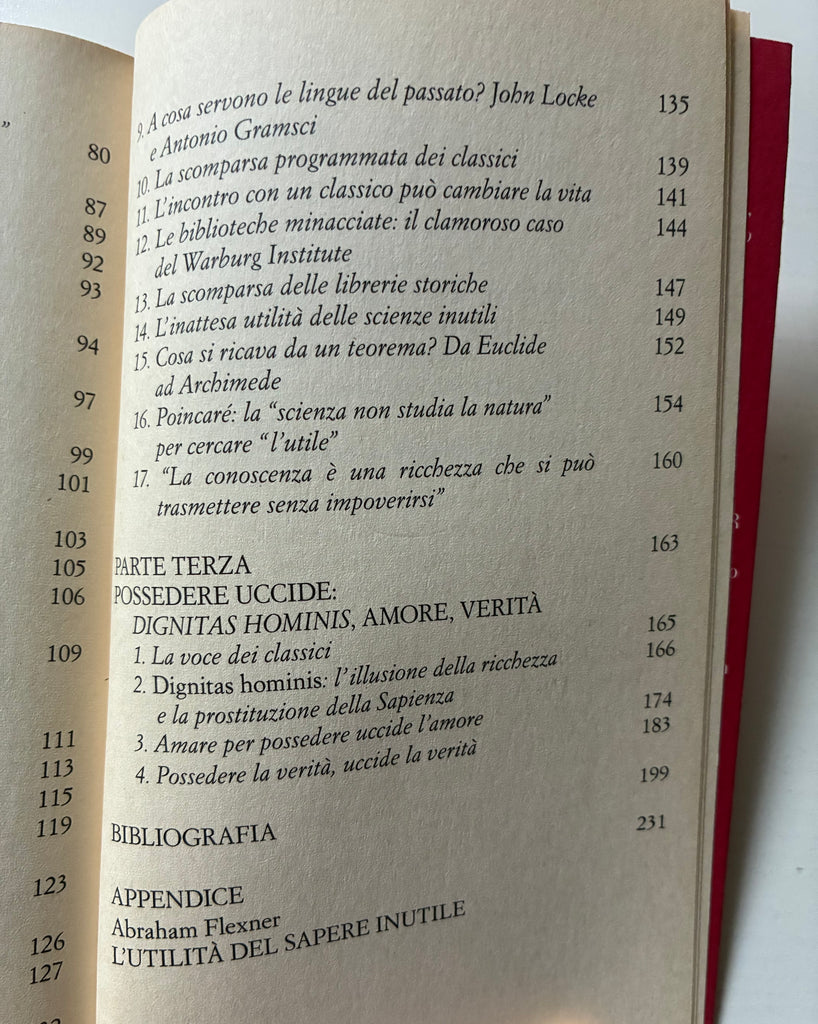 ”
80
87
89
92
93
94
97
99
101
103
105
106
109
111
113
115
119
123
126
127
9. A cosa servono le lingue del passato? John Locke 135
e Antonio Gramsci
10. La scomparsa programmata dei classici 139
11. L’incontro con un classico può cambiare la vita 141
12. Le biblioteche minacciate: il clamoroso caso 144
del Warburg Institute
13. La scomparsa delle librerie storiche 147
14. L’inattesa utilità delle scienze inutili 149
15. Cosa si ricava da un teorema? Da Euclide 152
ad Archimede
16. Poincaré: la “scienza non studia la natura” 154
per cercare “l’utile”
17. “La conoscenza è una ricchezza che si può 160
trasmettere senza impoverirsi”
PARTE TERZA 163
POSSEDERE UCCIDE:
DIGNITAS HOMINIS, AMORE, VERITÀ
1. La voce dei classici 165
2. Dignitas hominis: l’illusione della ricchezza 166
e la prostituzione della Sapienza
3. Amare per possedere uccide l’amore 174
4. Possedere la verità, uccide la verità 183
BIBLIOGRAFIA 199
APPENDICE 231
Abraham Flexner
L’UTILITÀ DEL SAPERE INUTILE